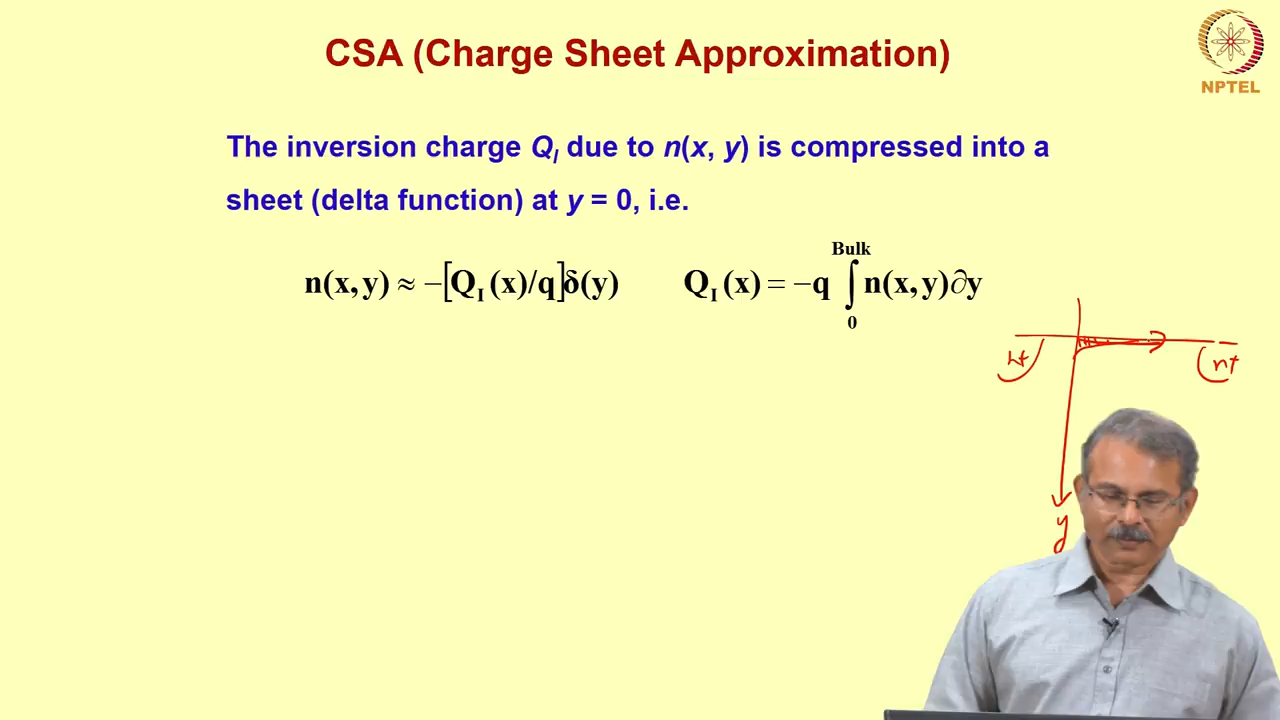 CSA (Charge Sheet Approximation)
NPTEL
The inversion charge Q_I due to n(x, y) is compressed into a
sheet (delta function) at y = 0, i.e.
n(x, y) ≈ −[Q_I (x)/q]δ(y)
Q_I (x) = −q ∫_0^Bulk n(x, y)∂y
n+
y